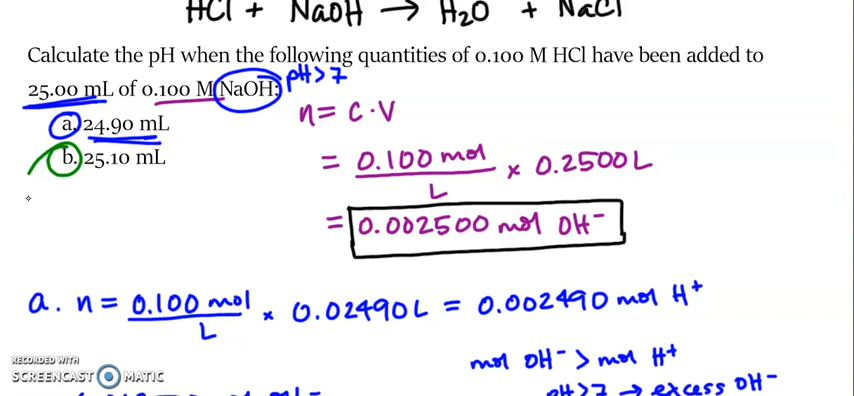 HCl + NaOH → H₂O + NaCl
Calculate the pH when the following quantities of 0.100 M HCl have been added to
25.00 mL of 0.100 M NaOH: pH>7
a. 24.90 mL
b. 25.10 mL
n = C·V
= 0.100 mol / L × 0.2500L
= 0.002500 mol OH⁻
a. n = 0.100 mol / L × 0.02490L = 0.002490 mol H⁺
mol OH⁻ > mol H⁺
pH>7 → excess OH⁻
RECORDED WITH
SCREENCAST MATIC